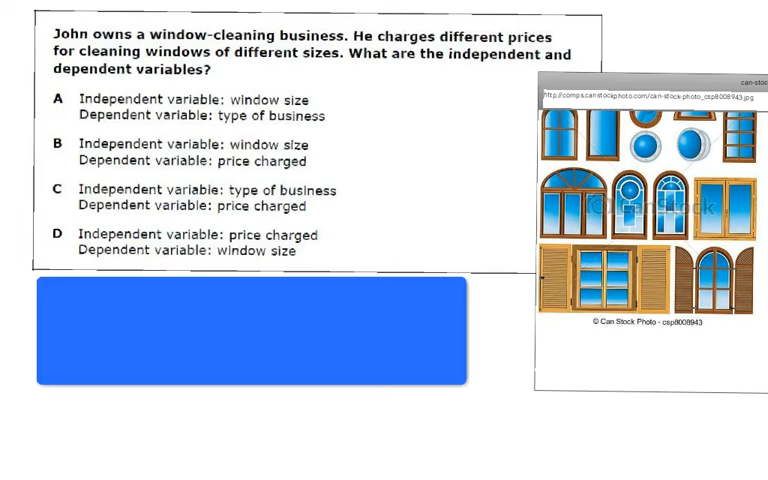 John owns a window-cleaning business. He charges different prices
for cleaning windows of different sizes. What are the independent and
dependent variables?
A Independent variable: window size
Dependent variable: type of business
B Independent variable: window size
Dependent variable: price charged
C Independent variable: type of business
Dependent variable: price charged
D Independent variable: price charged
Dependent variable: window size
can-stoc
http://comps.canstockphoto.com/can-stock-photo_csp8008943.jpg
CanStock
© Can Stock Photo - csp8008943